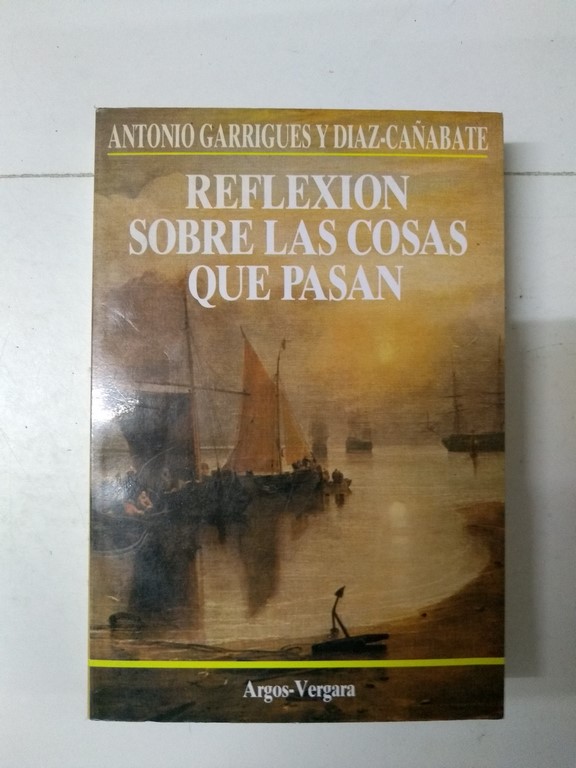 ANTONIO GARRIGUES Y DIAZ-CAÑABATE
REFLEXION
SOBRE LAS COSAS
QUE PASAN
Argos-Vergara